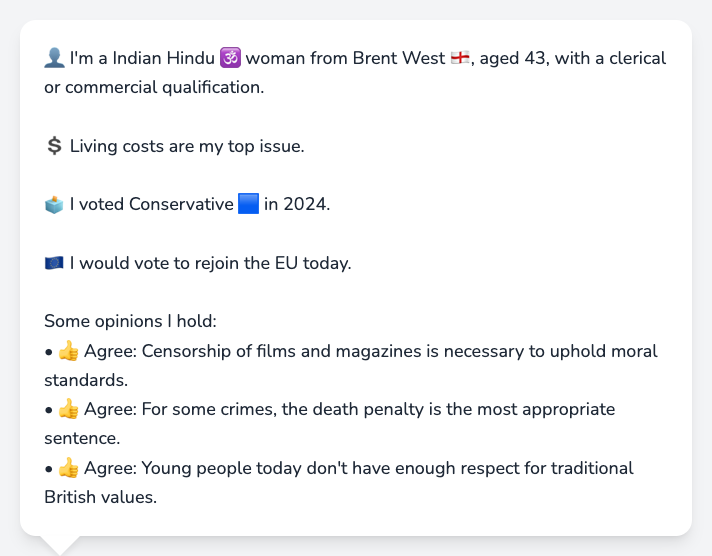 👤 I'm a Indian Hindu 🕉️ woman from Brent West 🏴󠁧󠁢󠁥󠁮󠁧󠁿, aged 43, with a clerical
or commercial qualification.
💲 Living costs are my top issue.
🗳️ I voted Conservative 🟦 in 2024.
🇪🇺 I would vote to rejoin the EU today.
Some opinions I hold:
• 👍 Agree: Censorship of films and magazines is necessary to uphold moral
standards.
• 👍 Agree: For some crimes, the death penalty is the most appropriate
sentence.
• 👍 Agree: Young people today don't have enough respect for traditional
British values.